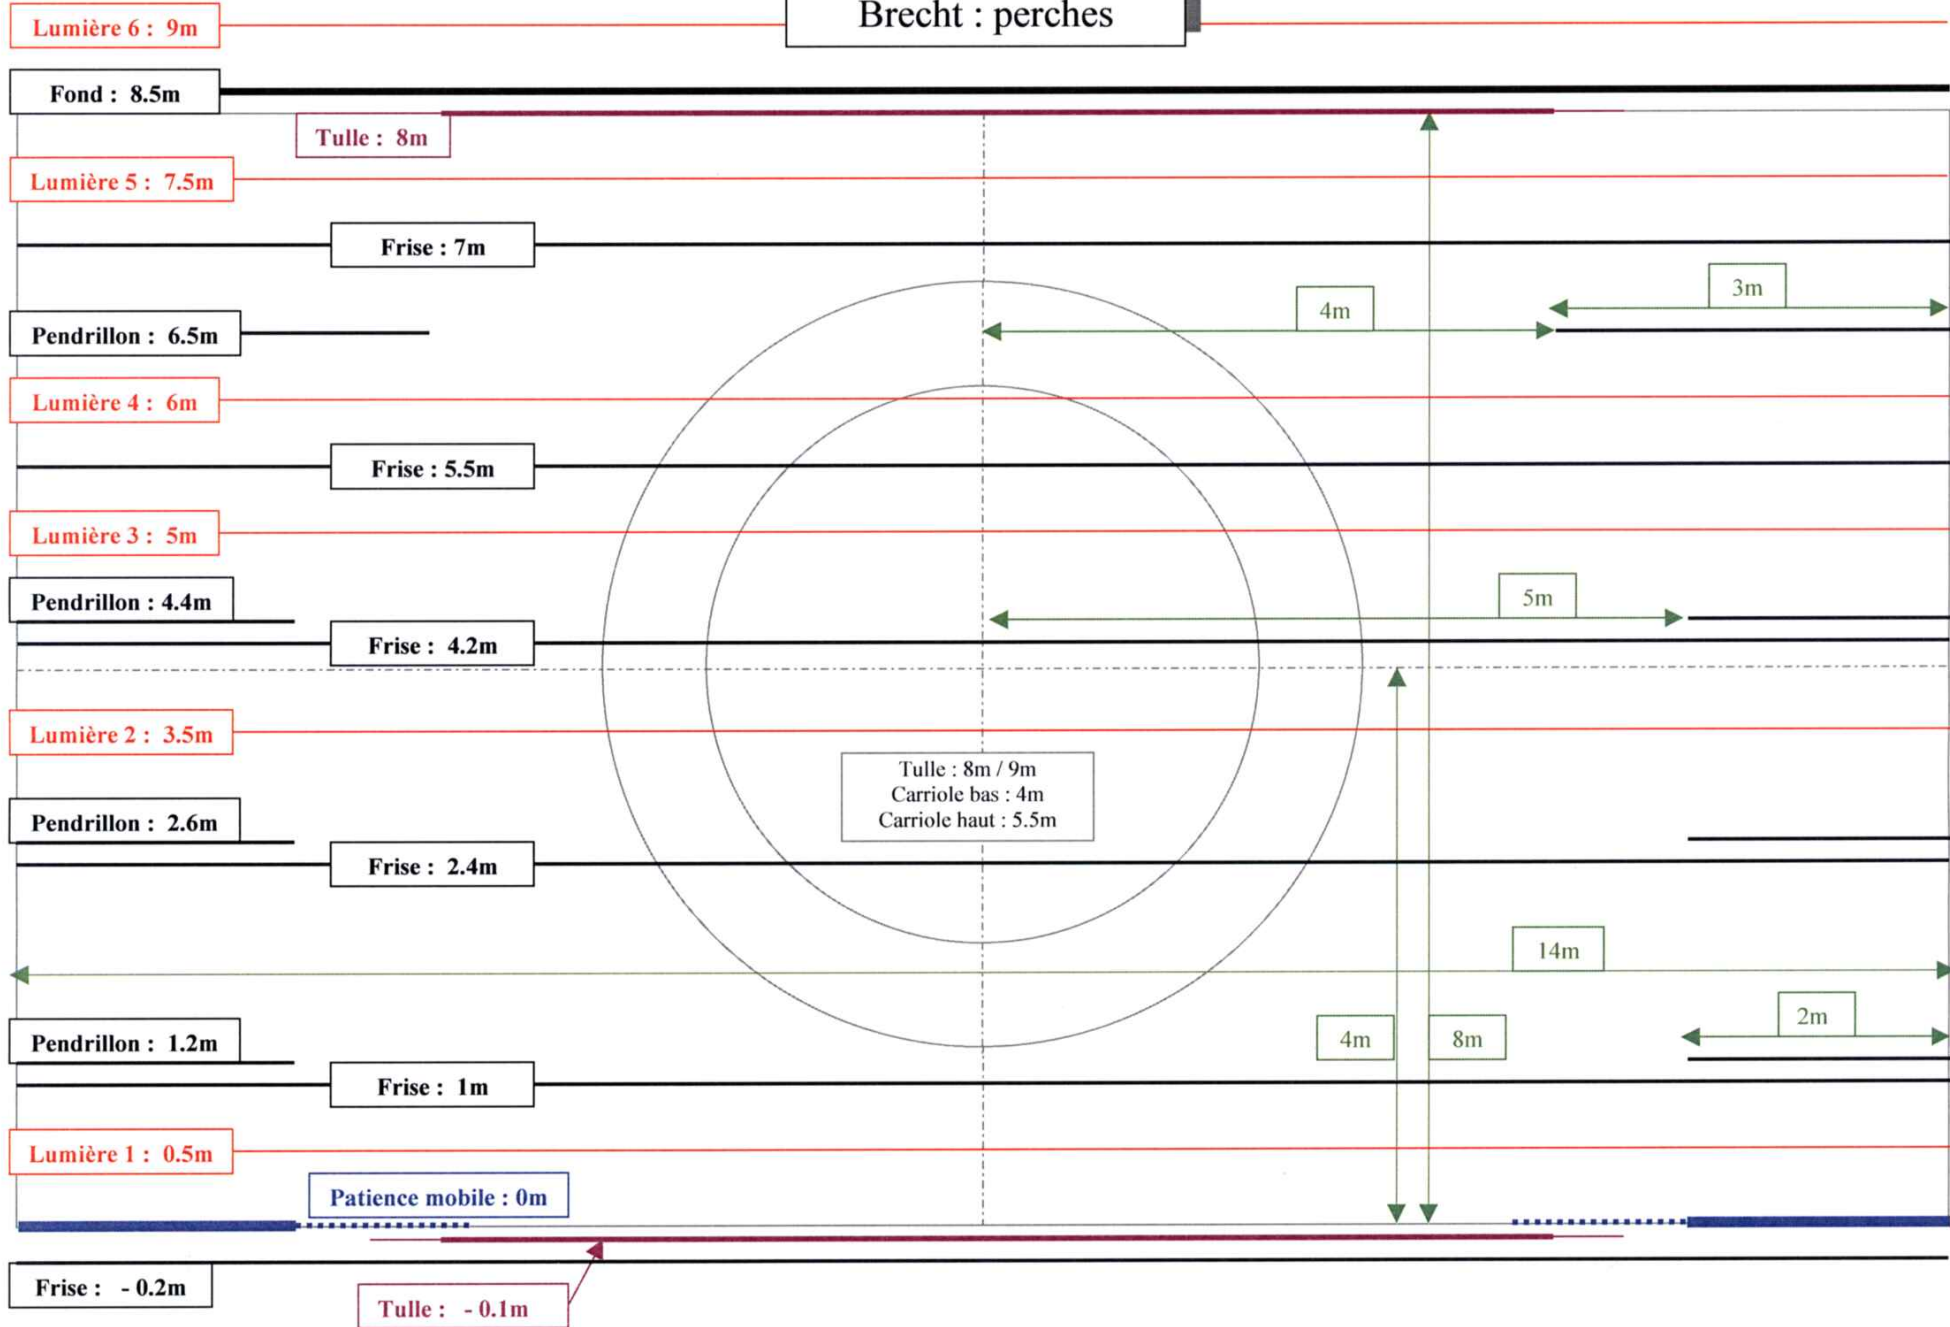 Brecht : perches
Lumière 6 : 9m
Fond : 8.5m
Tulle : 8m
Lumière 5 : 7.5m
Frise : 7m
3m
4m
Pendrillon : 6.5m
Lumière 4 : 6m
Frise : 5.5m
Lumière 3 : 5m
Pendrillon : 4.4m
5m
Frise : 4.2m
Lumière 2 : 3.5m
Tulle : 8m / 9m
Carriole bas : 4m
Carriole haut : 5.5m
Pendrillon : 2.6m
Frise : 2.4m
14m
2m
Pendrillon : 1.2m
4m
8m
Frise : 1m
Lumière 1 : 0.5m
Patience mobile : 0m
Frise : - 0.2m
Tulle : - 0.1m